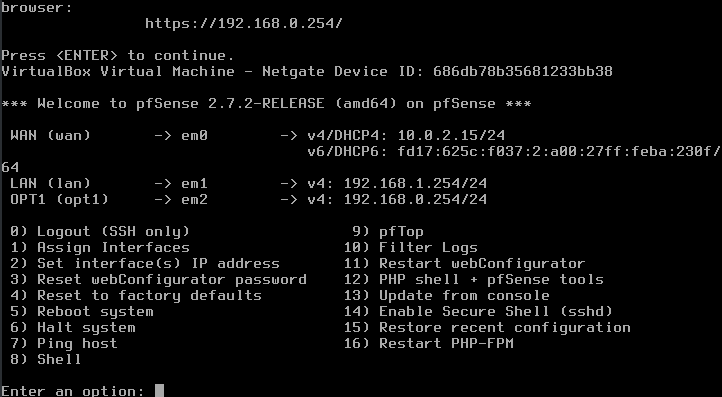 browser:
https://192.168.0.254/
Press <ENTER> to continue.
VirtualBox Virtual Machine - Netgate Device ID: 686db78b35681233bb38
*** Welcome to pfSense 2.7.2-RELEASE (amd64) on pfSense ***
WAN (wan)       -> em0        -> v4/DHCP4: 10.0.2.15/24
v6/DHCP6: fd17:625c:f037:2:a00:27ff:feba:230f/
64
LAN (lan)       -> em1        -> v4: 192.168.1.254/24
OPT1 (opt1)     -> em2        -> v4: 192.168.0.254/24
0) Logout (SSH only)                  9) pfTop
1) Assign Interfaces                 10) Filter Logs
2) Set interface(s) IP address       11) Restart webConfigurator
3) Reset webConfigurator password    12) PHP shell + pfSense tools
4) Reset to factory defaults         13) Update from console
5) Reboot system                     14) Enable Secure Shell (sshd)
6) Halt system                       15) Restore recent configuration
7) Ping host                         16) Restart PHP-FPM
8) Shell
Enter an option: